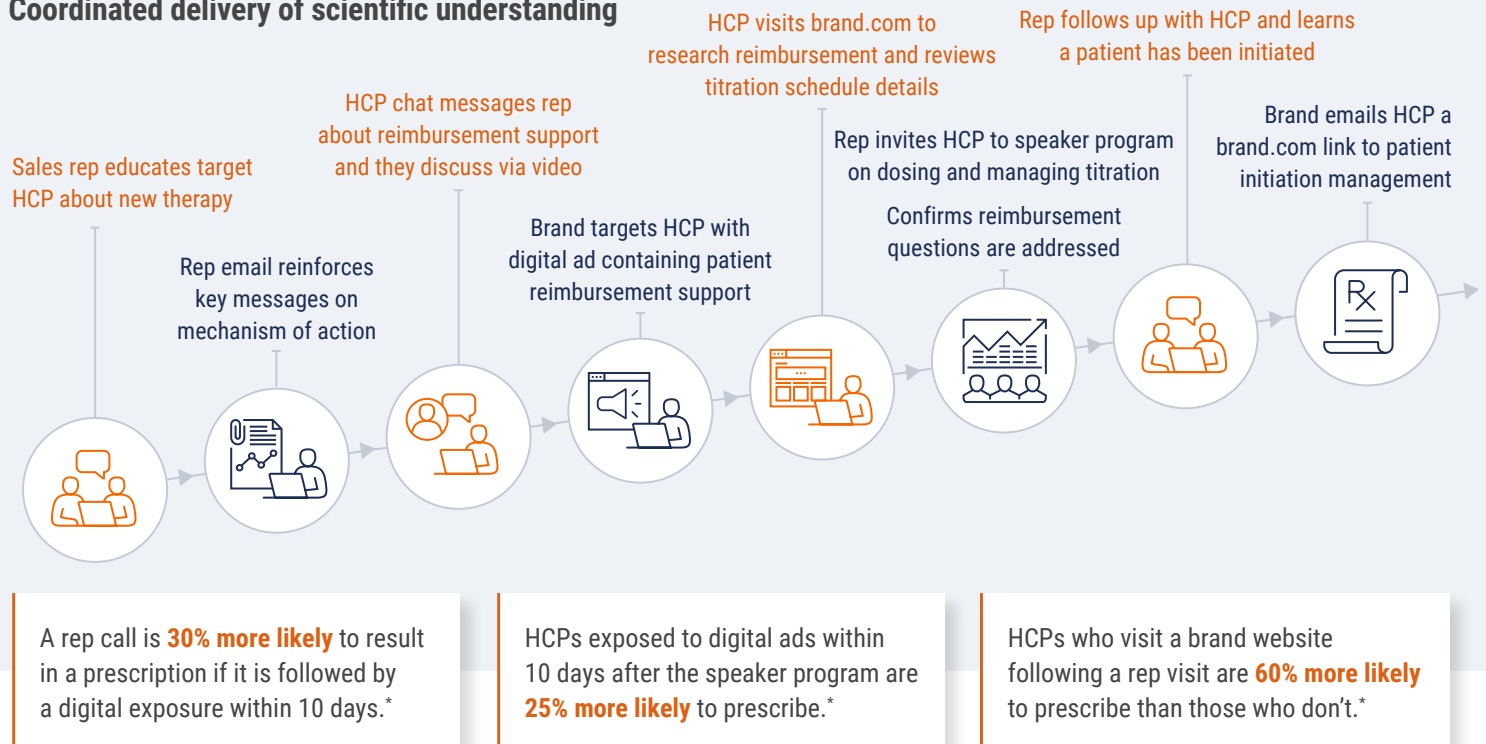 Coordinated delivery of scientific understanding
Sales rep educates target
HCP about new therapy
Rep email reinforces
key messages on
mechanism of action
HCP chat messages rep
about reimbursement support
and they discuss via video
Brand targets HCP with
digital ad containing patient
reimbursement support
HCP visits brand.com to
research reimbursement and reviews
titration schedule details
Rep invites HCP to speaker program
on dosing and managing titration
Confirms reimbursement
questions are addressed
Rep follows up with HCP and learns
a patient has been initiated
Brand emails HCP a
brand.com link to patient
initiation management
Rx
A rep call is 30% more likely to result
in a prescription if it is followed by
a digital exposure within 10 days.*
HCPs exposed to digital ads within
10 days after the speaker program are
25% more likely to prescribe.*
HCPs who visit a brand website
following a rep visit are 60% more likely
to prescribe than those who don't.*